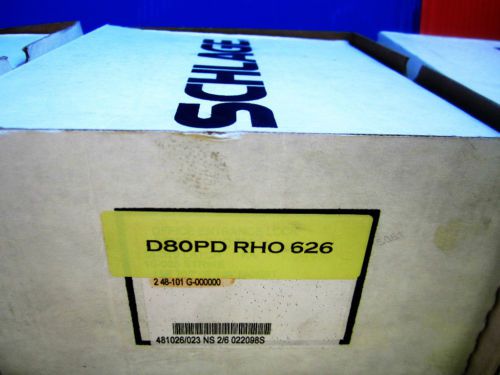 SCHLAGE
D80PD RHO 626
2 48-101 G-000000
481026/023 NS 2/6 022098S